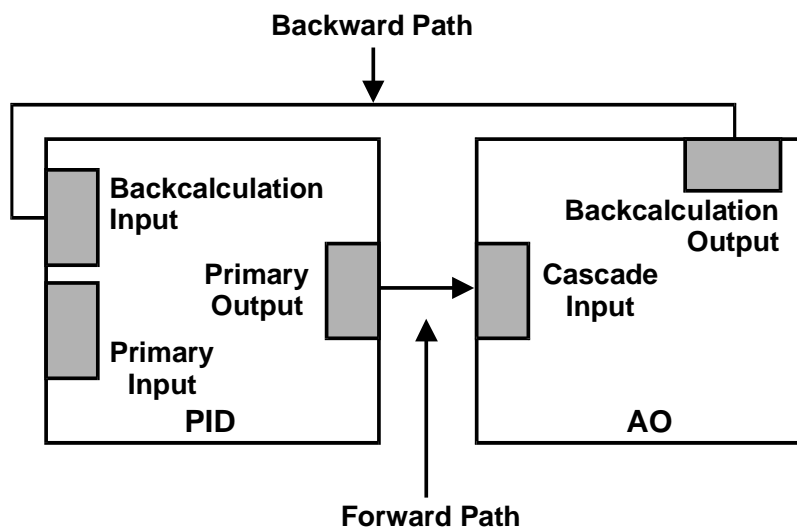 Backward Path
Backcalculation
Input
Backcalculation
Output
Primary
Output
Cascade
Input
Primary
Input
PID
AO
Forward Path